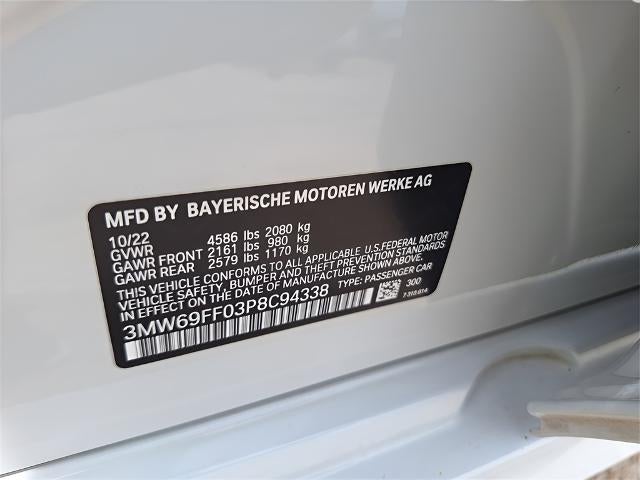 MFD BY BAYERISCHE MOTOREN WERKE AG
10/22
GVWR 4586 lbs 2080 kg
GAWR FRONT 2161 lbs 980 kg
GAWR REAR 2579 lbs 1170 kg
THIS VEHICLE CONFORMS TO ALL APPLICABLE U.S.FEDERAL MOTOR
VEHICLE SAFETY, BUMPER, AND THEFT PREVENTION STANDARDS
IN EFFECT ON THE DATE OF MANUFACTURE SHOWN ABOVE.
3MW69FF03P8C94338 TYPE: PASSENGER CAR
300